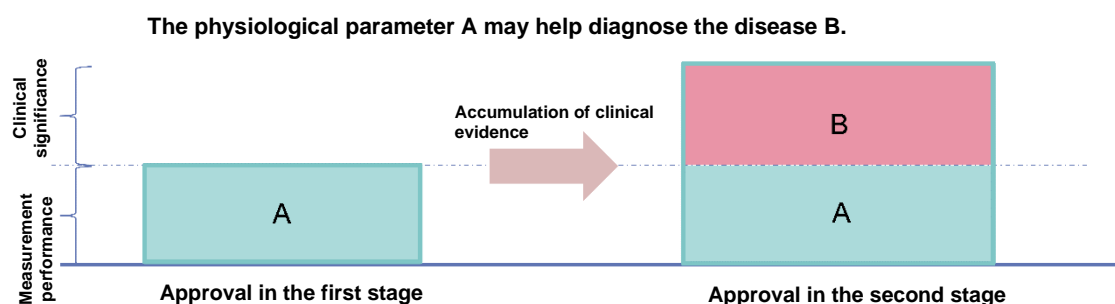 The physiological parameter A may help diagnose the disease B.
Clinical
significance
Accumulation of clinical
evidence
B
Measurement
performance
A
A
Approval in the first stage
Approval in the second stage